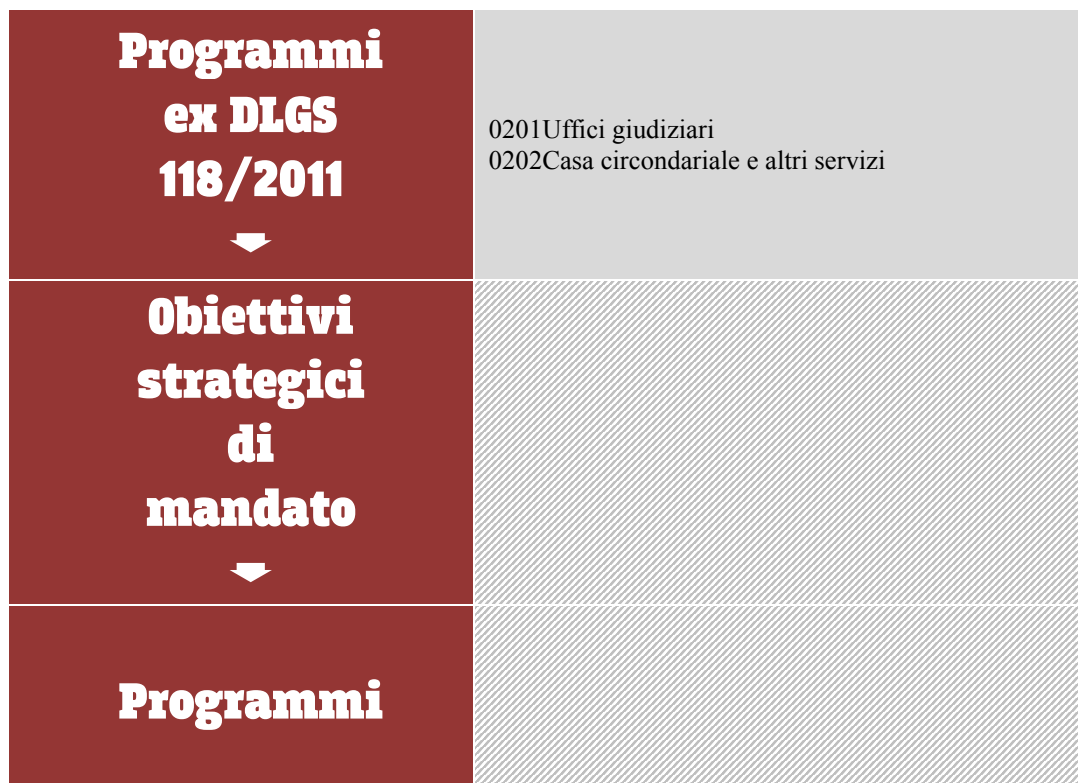 Programmi
ex DLGS
118/2011
0201Uffici giudiziari
0202Casa circondariale e altri servizi
Obiettivi
strategici
di
mandato
Programmi